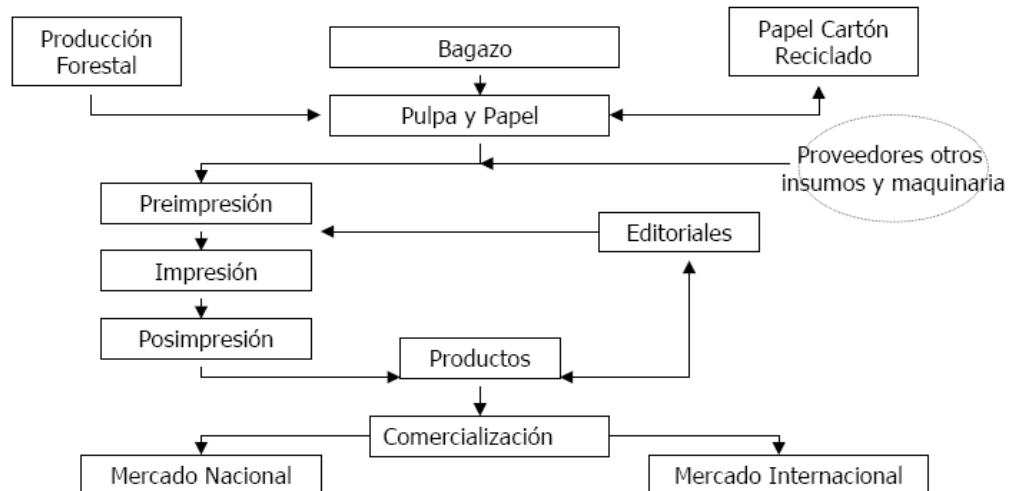 Producción
Forestal
Bagazo
Papel Cartón
Reciclado
Pulpa y Papel
Proveedores otros
insumos y maquinaria
Preimpresión
Editoriales
Impresión
Posimpresión
Productos
Comercialización
Mercado Nacional
Mercado Internacional